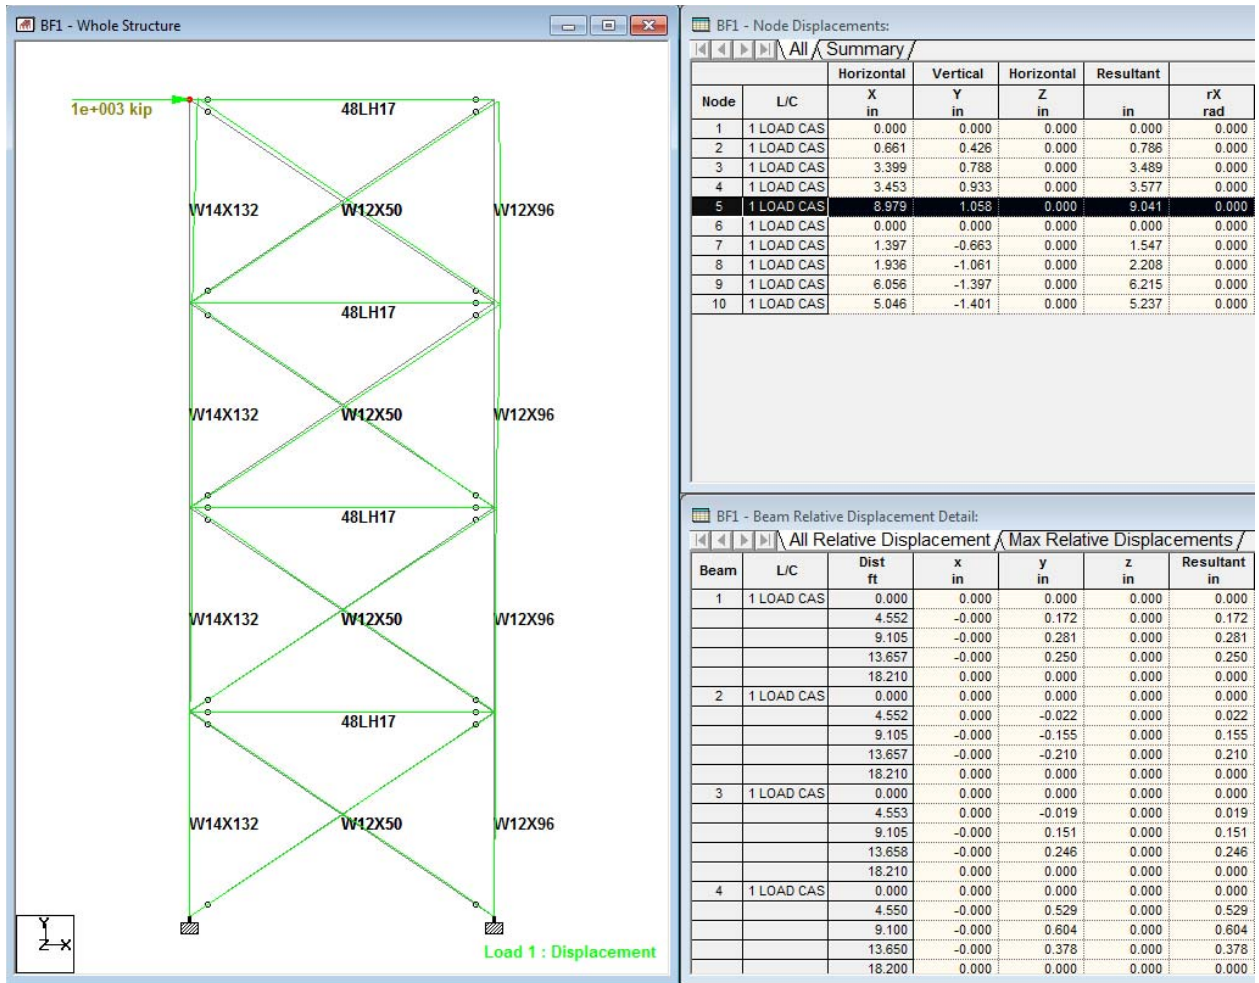 BF1 - Whole Structure
1e+003 kip
48LH17
W14X132 W12X50 W12X96
48LH17
W14X132 W12X50 W12X96
48LH17
W14X132 W12X50 W12X96
48LH17
W14X132 W12X50 W12X96
Y
Z X
Load 1 : Displacement
BF1 - Node Displacements:
All Summary
Horizontal Vertical Horizontal Resultant
Node L/C X in Y in Z in in rX rad
1 1 LOAD CAS 0.000 0.000 0.000 0.000 0.000
2 1 LOAD CAS 0.661 0.426 0.000 0.786 0.000
3 1 LOAD CAS 3.399 0.788 0.000 3.489 0.000
4 1 LOAD CAS 3.453 0.933 0.000 3.577 0.000
5 1 LOAD CAS 8.979 1.058 0.000 9.041 0.000
6 1 LOAD CAS 0.000 0.000 0.000 0.000 0.000
7 1 LOAD CAS 1.397 -0.663 0.000 1.547 0.000
8 1 LOAD CAS 1.936 -1.061 0.000 2.208 0.000
9 1 LOAD CAS 6.056 -1.397 0.000 6.215 0.000
10 1 LOAD CAS 5.046 -1.401 0.000 5.237 0.000
BF1 - Beam Relative Displacement Detail:
All Relative Displacement Max Relative Displacements
Beam L/C Dist ft x in y in z in Resultant in
1 1 LOAD CAS 0.000 0.000 0.000 0.000 0.000
4.552 -0.000 0.172 0.000 0.172
9.105 -0.000 0.281 0.000 0.281
13.657 -0.000 0.250 0.000 0.250
18.210 0.000 0.000 0.000 0.000
2 1 LOAD CAS 0.000 0.000 0.000 0.000 0.000
4.552 0.000 -0.022 0.000 0.022
9.105 -0.000 -0.155 0.000 0.155
13.657 -0.000 -0.210 0.000 0.210
18.210 0.000 0.000 0.000 0.000
3 1 LOAD CAS 0.000 0.000 0.000 0.000 0.000
4.553 -0.000 -0.019 0.000 0.019
9.105 -0.000 0.151 0.000 0.151
13.658 -0.000 0.246 0.000 0.246
18.210 0.000 0.000 0.000 0.000
4 1 LOAD CAS 0.000 0.000 0.000 0.000 0.000
4.550 -0.000 0.529 0.000 0.529
9.100 -0.000 0.604 0.000 0.604
13.650 -0.000 0.378 0.000 0.378
18.200 0.000 0.000 0.000 0.000